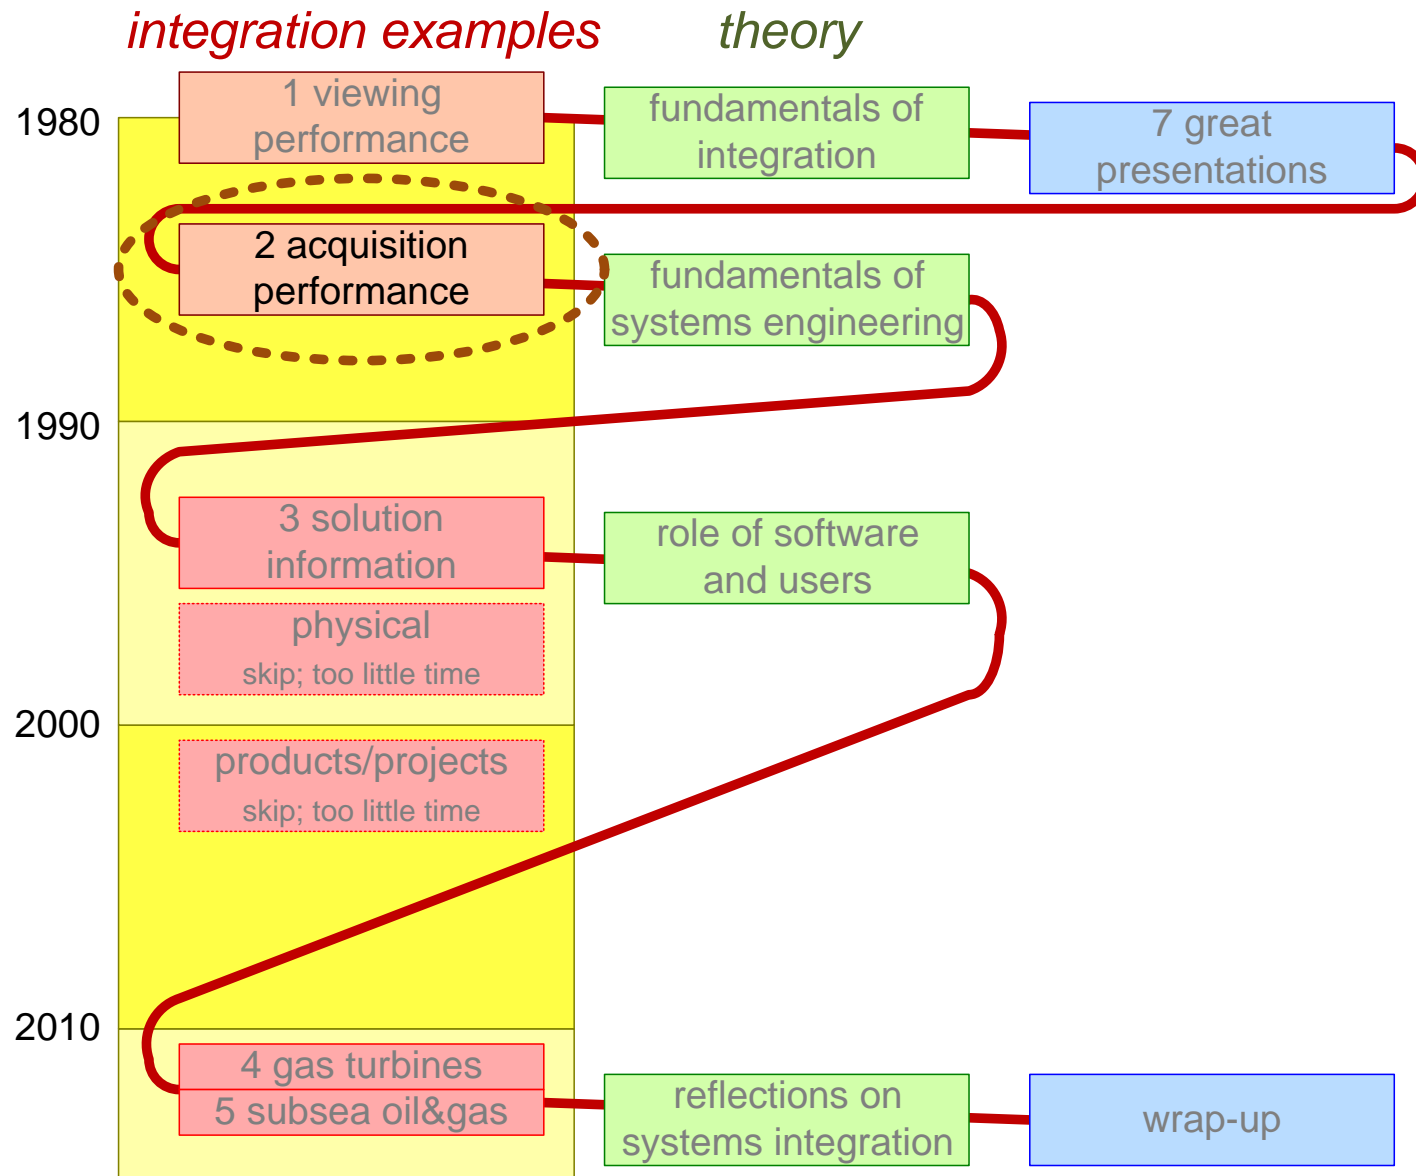 integration examples
theory
1980
1 viewing
performance
fundamentals of
integration
7 great
presentations
2 acquisition
performance
fundamentals of
systems engineering
1990
3 solution
information
role of software
and users
physical
skip; too little time
2000
products/projects
skip; too little time
2010
4 gas turbines
5 subsea oil&gas
reflections on
systems integration
wrap-up